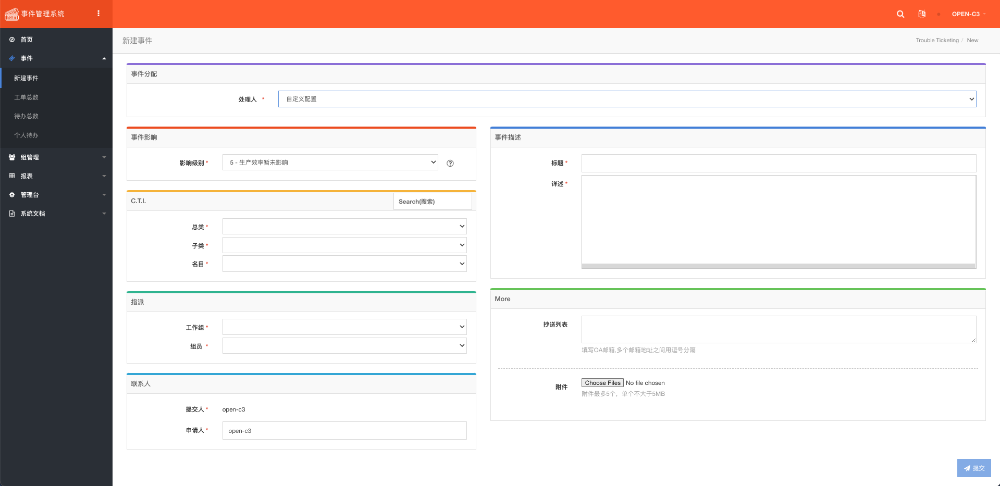 事件管理系统
OPEN-C3
首页
事件
新建事件
工单总数
待办总数
个人待办
组管理
报表
管理台
系统文档
新建事件
Trouble Ticketing / New
事件分配
处理人 *
自定义配置
事件影响
影响级别 *
5 - 生产效率暂未影响
C.T.I.
Search(搜索)
总类 *
子类 *
名目 *
指派
工作组 *
组员 *
联系人
提交人 *
open-c3
申请人 *
open-c3
事件描述
标题 *
详述 *
More
抄送列表
填写OA邮箱,多个邮箱地址之间用逗号分隔
附件
Choose Files No file chosen
附件最多5个，单个不大于5MB
提交